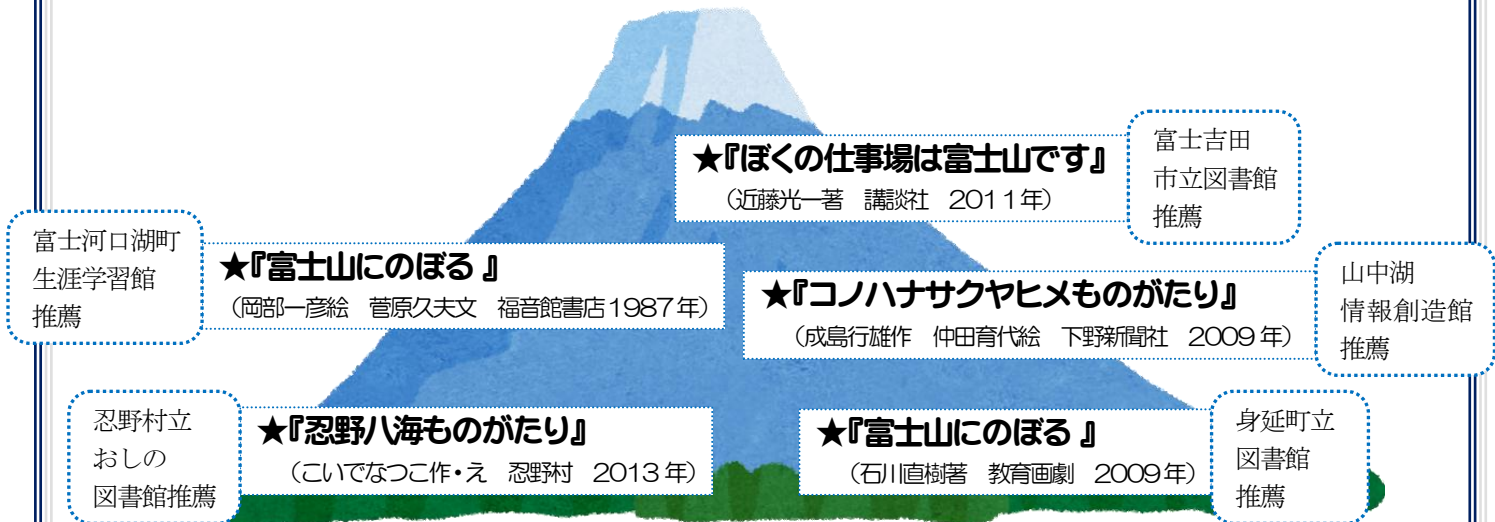 ★『ぼくの仕事場は富士山です』
(近藤光一著 講談社 2011年)
富士吉田
市立図書館
推薦
富士河口湖町
生涯学習館
推薦
★『富士山にのぼる 』
(岡部一彦絵 菅原久夫文 福音館書店1987年)
★『コノハナサクヤヒメものがたり』
(成島行雄作 仲田育代絵 下野新聞社 2009年)
山中湖
情報創造館
推薦
忍野村立
おしの
図書館推薦
★『忍野八海ものがたり』
(こいでなつこ作・え 忍野村 2013年)
★『富士山にのぼる 』
(石川直樹著 教育画劇 2009年)
身延町立
図書館
推薦